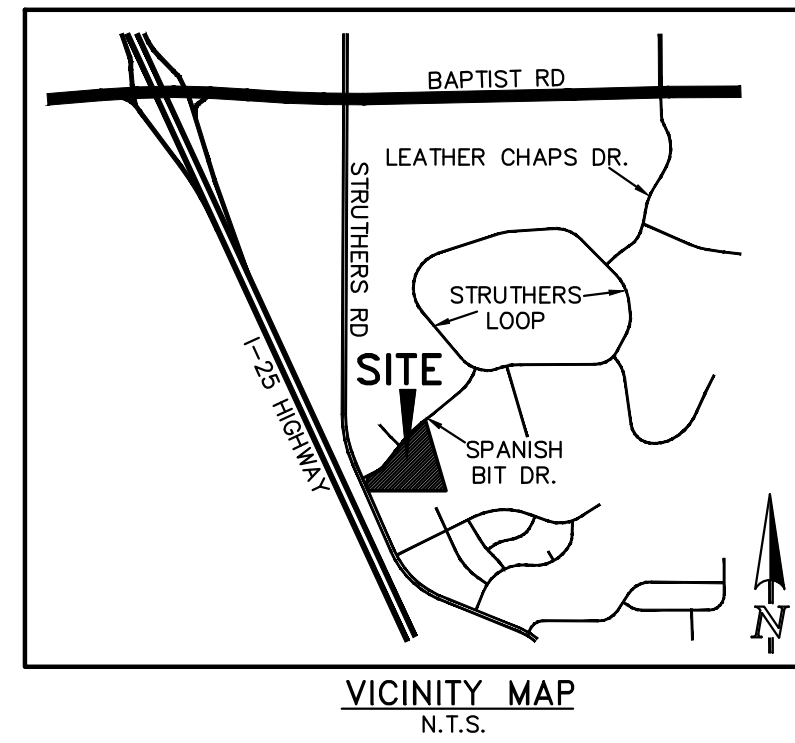 BAPTIST RD
LEATHER CHAPS DR.
STRUTHERS RD
STRUTHERS
LOOP
I-25 HIGHWAY
SITE
SPANISH
BIT DR.
N
VICINITY MAP
N.T.S.